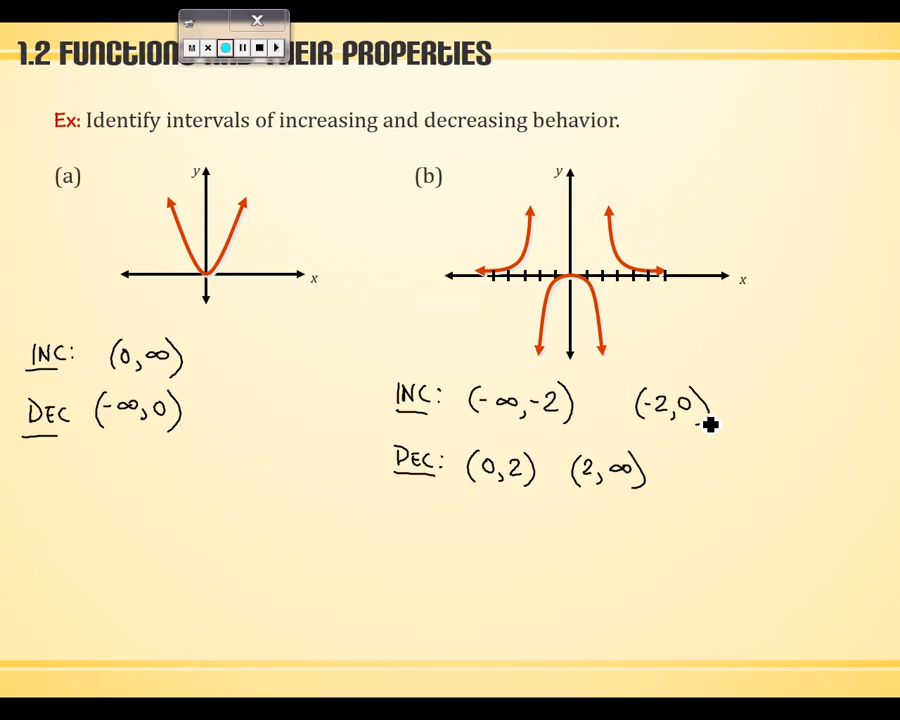 1.2 FUNCTION HEIR PROPERTIES
Ex: Identify intervals of increasing and decreasing behavior.
(a)
y
x
INC: (0, ∞)
DEC (-∞, 0)
(b)
y
x
INC: (-∞, -2) (-2, 0)
DEC: (0, 2) (2, ∞)